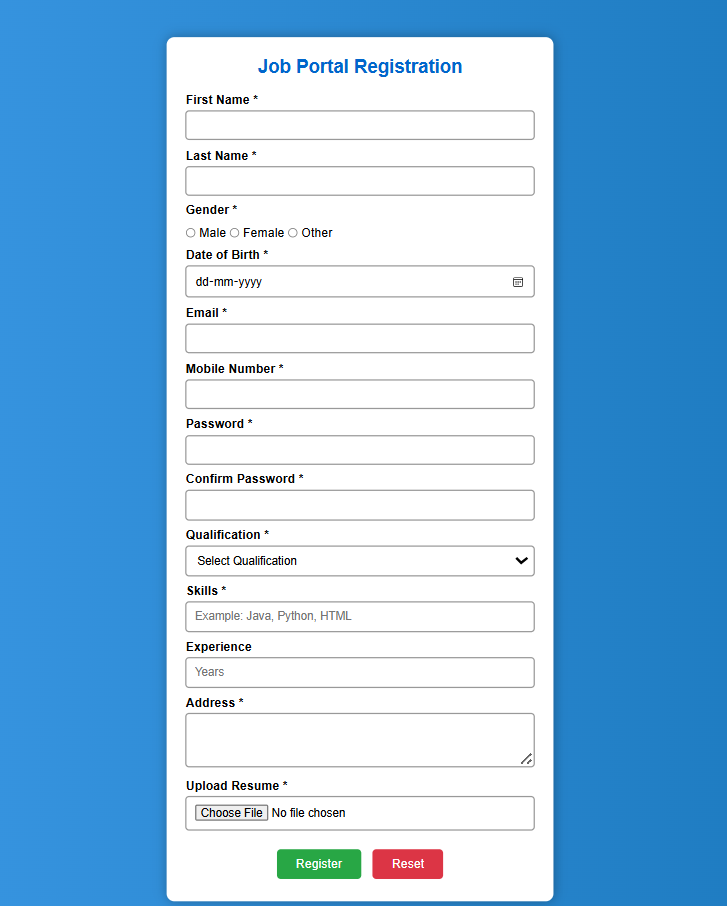 Job Portal Registration
First Name *
Last Name *
Gender *
Male Female Other
Date of Birth *
dd-mm-yyyy
Email *
Mobile Number *
Password *
Confirm Password *
Qualification *
Select Qualification
Skills *
Example: Java, Python, HTML
Experience
Years
Address *
Upload Resume *
Choose File No file chosen
Register Reset